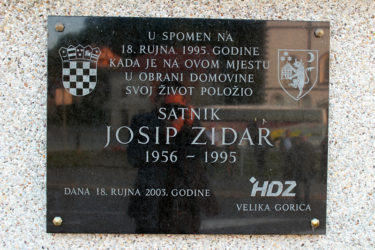 U SPOMEN NA
18. RUJNA 1995. GODINE
KADA JE NA OVOM MJESTU
U OBRANI DOMOVINE
SVOJ ŽIVOT POLOŽIO
SATNIK
JOSIP ZIDAR
1956 - 1995
DANA 18. RUJNA 2003. GODINE
HDZ
VELIKA GORICA